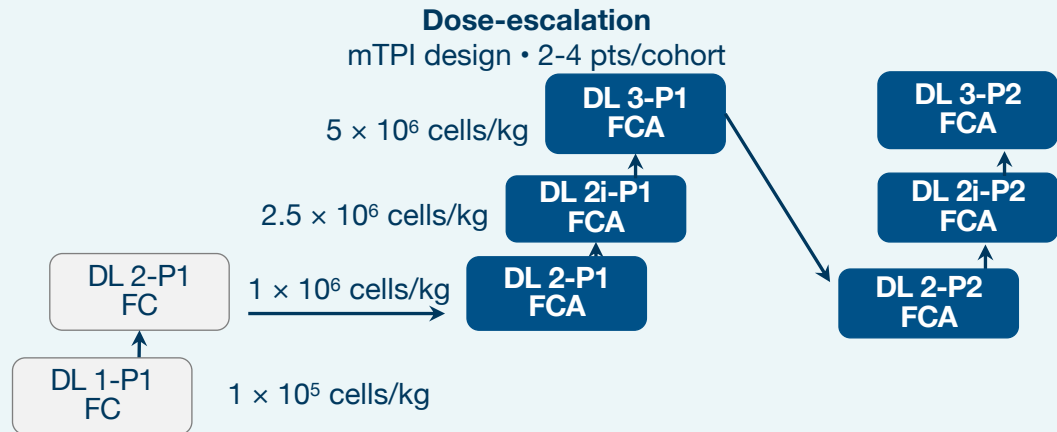 Dose-escalation
mTPI design • 2-4 pts/cohort
DL 3-P1
FCA
DL 3-P2
FCA
5 × 10⁶ cells/kg
DL 2i-P1
FCA
DL 2i-P2
FCA
2.5 × 10⁶ cells/kg
DL 2-P1
FC
1 × 10⁶ cells/kg
DL 2-P1
FCA
DL 2-P2
FCA
DL 1-P1
FC
1 × 10⁵ cells/kg